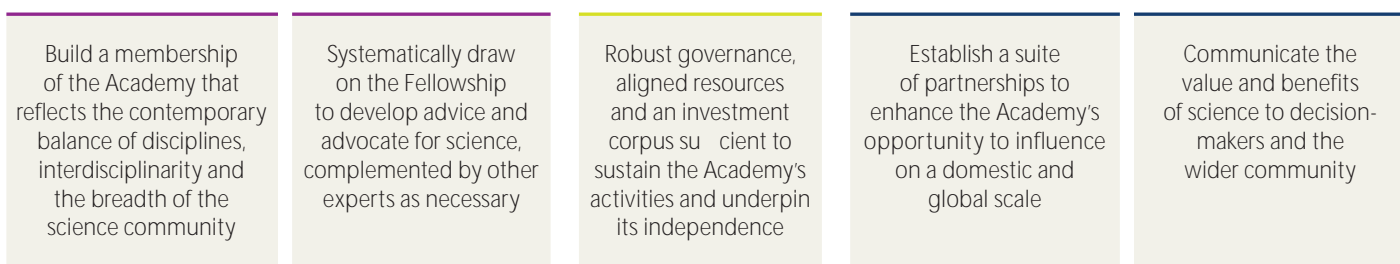 Build a membership
of the Academy that
reflects the contemporary
balance of disciplines,
interdisciplinarity and
the breadth of the
science community
Systematically draw
on the Fellowship
to develop advice and
advocate for science,
complemented by other
experts as necessary
Robust governance,
aligned resources
and an investment
corpus su cient to
sustain the Academy's
activities and underpin
its independence
Establish a suite
of partnerships to
enhance the Academy's
opportunity to influence
on a domestic and
global scale
Communicate the
value and benefits
of science to decision-
makers and the
wider community